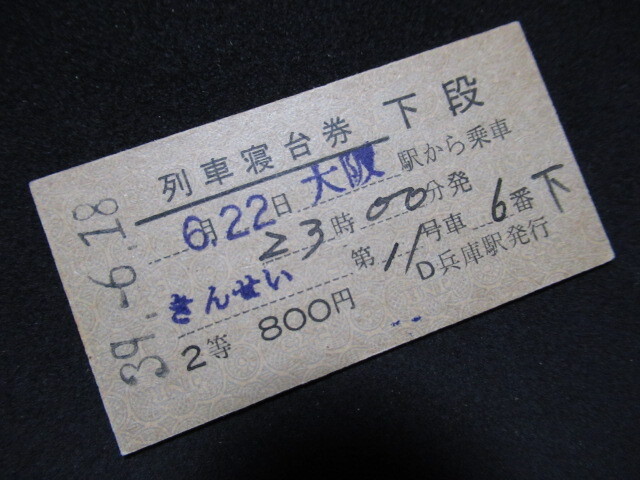 列車寝台券 下段
6月22日 大阪駅から乗車
23時00分発
きんせい 第11号車 6番下
2等 800円 D兵庫駅発行
39.-6.18